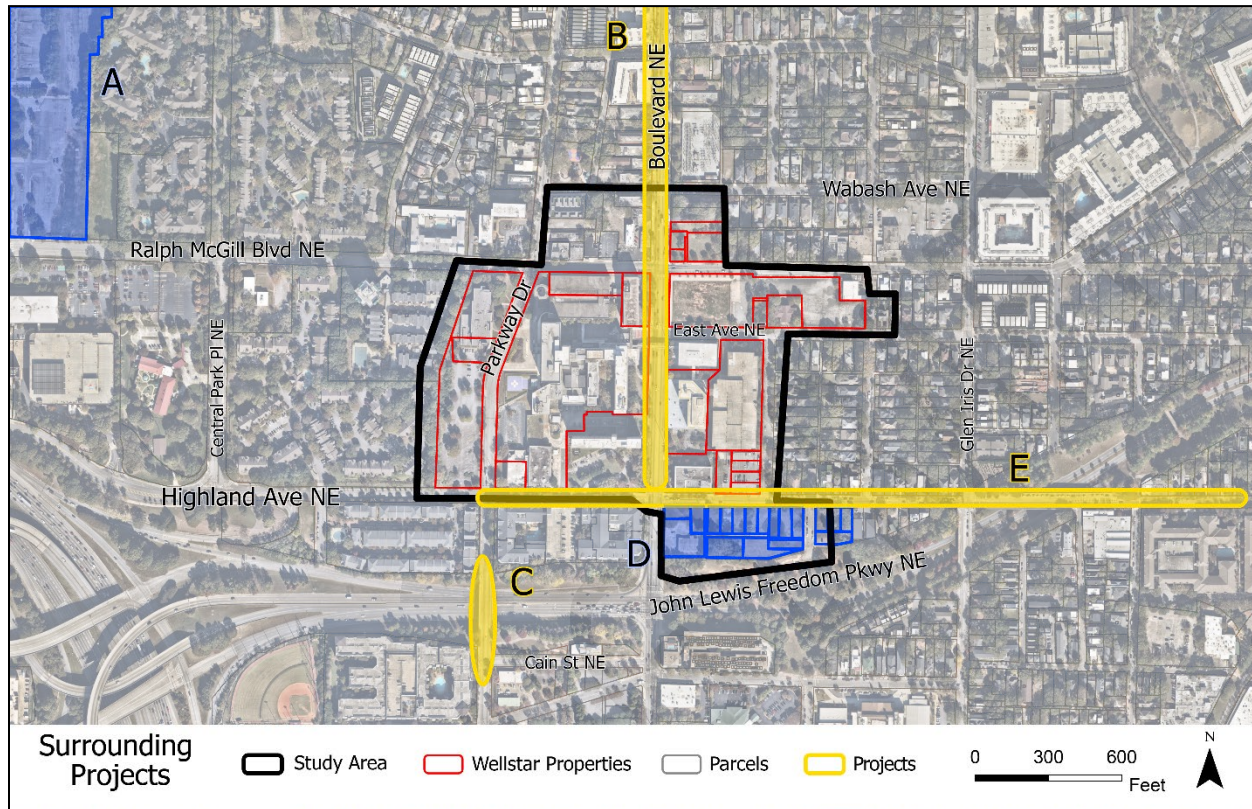 B
A
Boulevard NE
Wabash Ave NE
Ralph McGill Blvd NE
Parkway Dr
East Ave NE
Central Park Pl NE
Glen Iris Dr NE
Highland Ave NE
E
D
C
John Lewis Freedom Pkwy NE
Cain St NE
Surrounding
Projects
Study Area
Wellstar Properties
Parcels
Projects
0 300 600
Feet
N